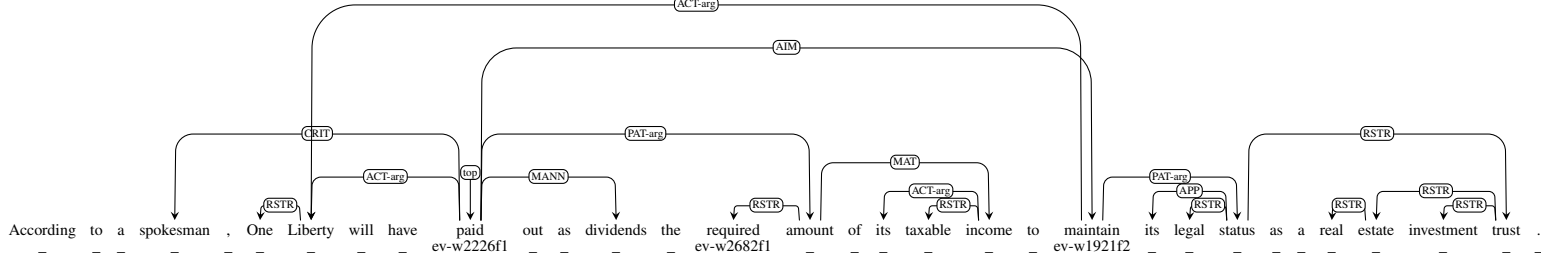 ACT-arg
AIM
CRIT PAT-arg RSTR
MAT
ACT-arg top MANN PAT-arg
ACT-arg APP RSTR
RSTR RSTR RSTR RSTR RSTR RSTR
According to a spokesman , One Liberty will have paid out as dividends the required amount of its taxable income to maintain its legal status as a real estate investment trust .
_ _ _ _ _ _ _ _ _ ev-w2226f1 _ _ _ _ ev-w2682f1 _ _ _ _ _ _ ev-w1921f2 _ _ _ _ _ _ _ _ _ _